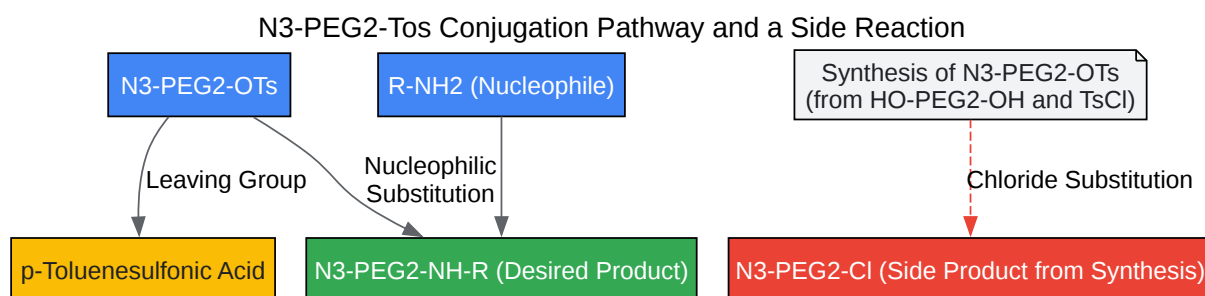 N3-PEG2-Tos Conjugation Pathway and a Side Reaction
N3-PEG2-OTs
R-NH2 (Nucleophile)
Synthesis of N3-PEG2-OTs
(from HO-PEG2-OH and TsCl)
Leaving Group
Nucleophilic
Substitution
Chloride Substitution
p-Toluenesulfonic Acid
N3-PEG2-NH-R (Desired Product)
N3-PEG2-Cl (Side Product from Synthesis)